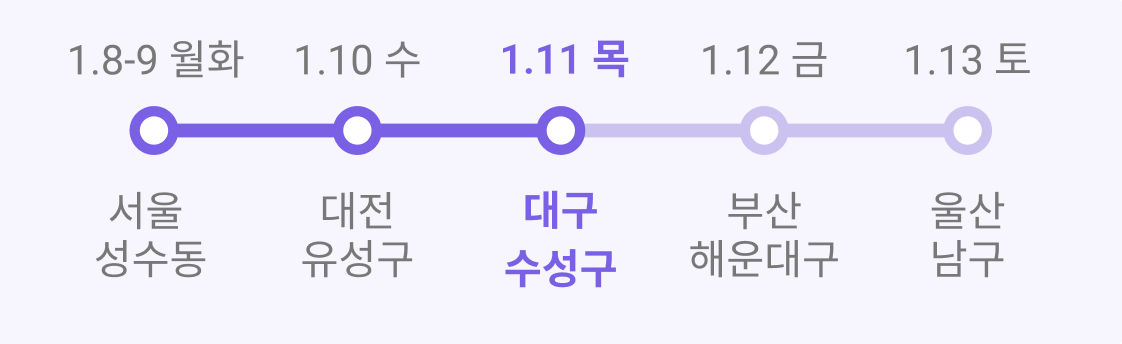 1.8-9 월화
1.10 수
1.11 목
1.12 금
1.13 토
서울
성수동
대전
유성구
대구
수성구
부산
해운대구
울산
남구